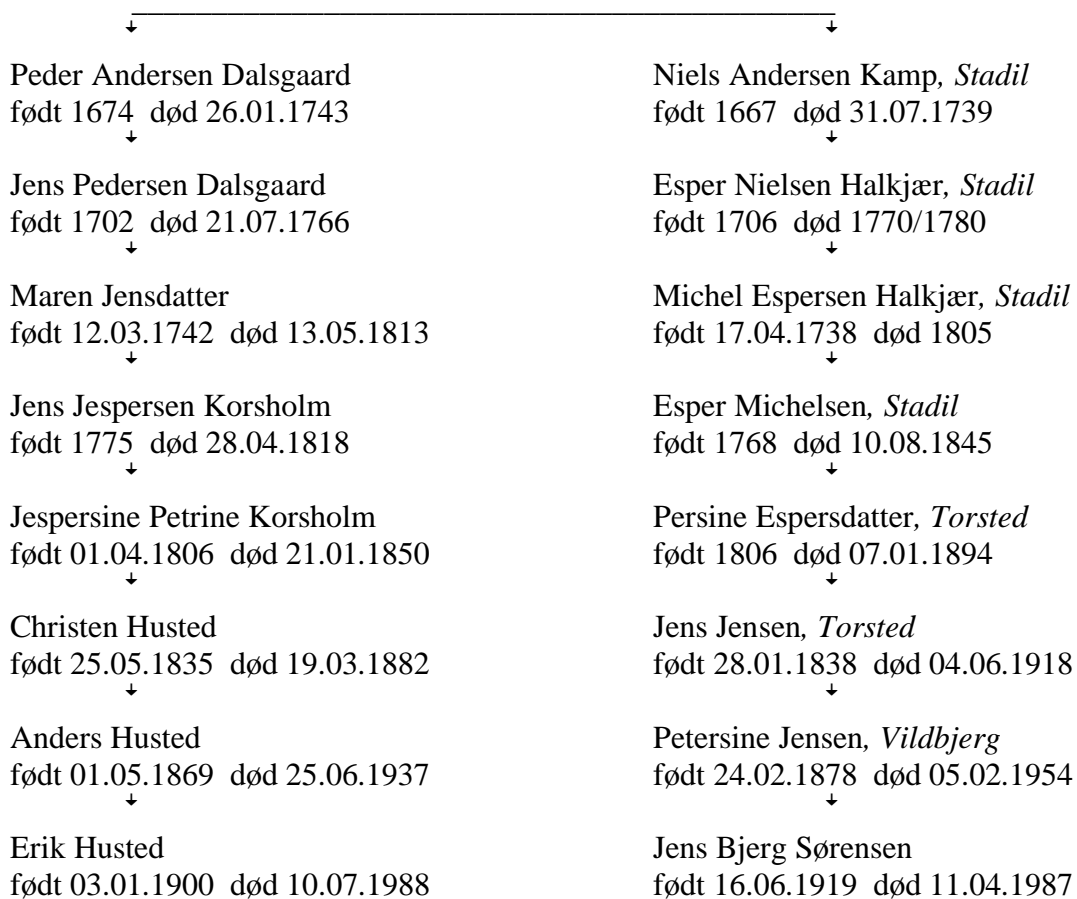 Peder Andersen Dalsgaard
født 1674 død 26.01.1743
Jens Pedersen Dalsgaard
født 1702 død 21.07.1766
Maren Jensdatter
født 12.03.1742 død 13.05.1813
Jens Jespersen Korsholm
født 1775 død 28.04.1818
Jespersine Petrine Korsholm
født 01.04.1806 død 21.01.1850
Christen Husted
født 25.05.1835 død 19.03.1882
Anders Husted
født 01.05.1869 død 25.06.1937
Erik Husted
født 03.01.1900 død 10.07.1988
Niels Andersen Kamp, Stadil
født 1667 død 31.07.1739
Esper Nielsen Halkjær, Stadil
født 1706 død 1770/1780
Michel Espersen Halkjær, Stadil
født 17.04.1738 død 1805
Esper Michelsen, Stadil
født 1768 død 10.08.1845
Persine Espersdatter, Torsted
født 1806 død 07.01.1894
Jens Jensen, Torsted
født 28.01.1838 død 04.06.1918
Petersine Jensen, Vildbjerg
født 24.02.1878 død 05.02.1954
Jens Bjerg Sørensen
født 16.06.1919 død 11.04.1987